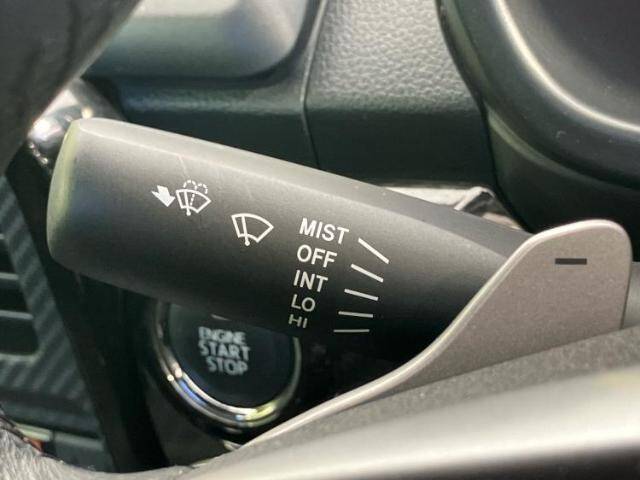 MIST
OFF
INT
LO
HI
ENGINE
START
STOP